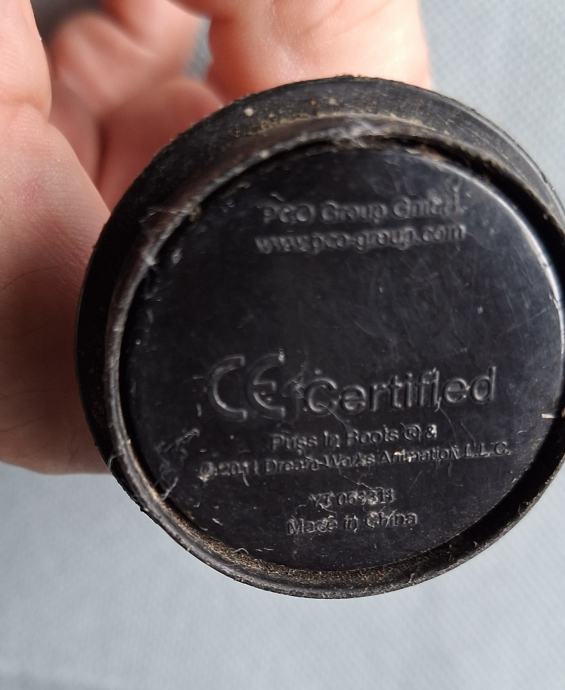 PCO Group GmbH
www.pco-group.com
CE Certified
Puss in Boots ® &
© 2011 DreamWorks Animation L.L.C.
Made in China